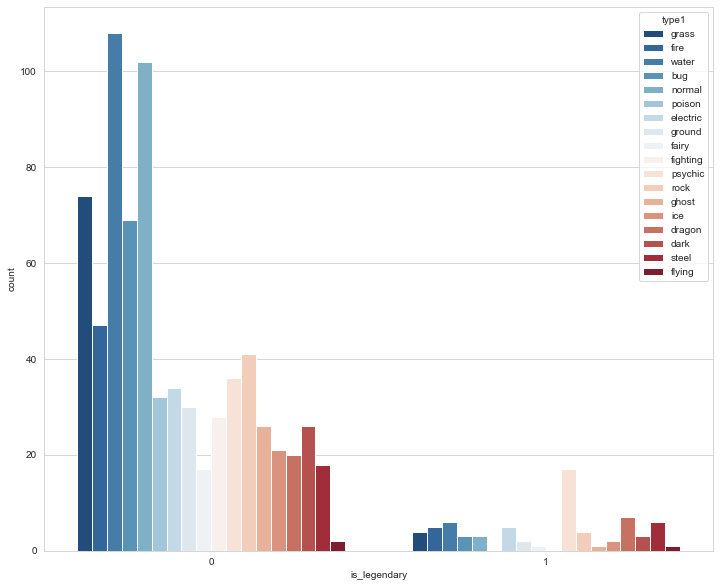 type1
grass
fire
water
bug
normal
poison
electric
ground
fairy
fighting
psychic
rock
ghost
ice
dragon
dark
steel
flying
100
80
60
40
20
0
count
0 1
is_legendary